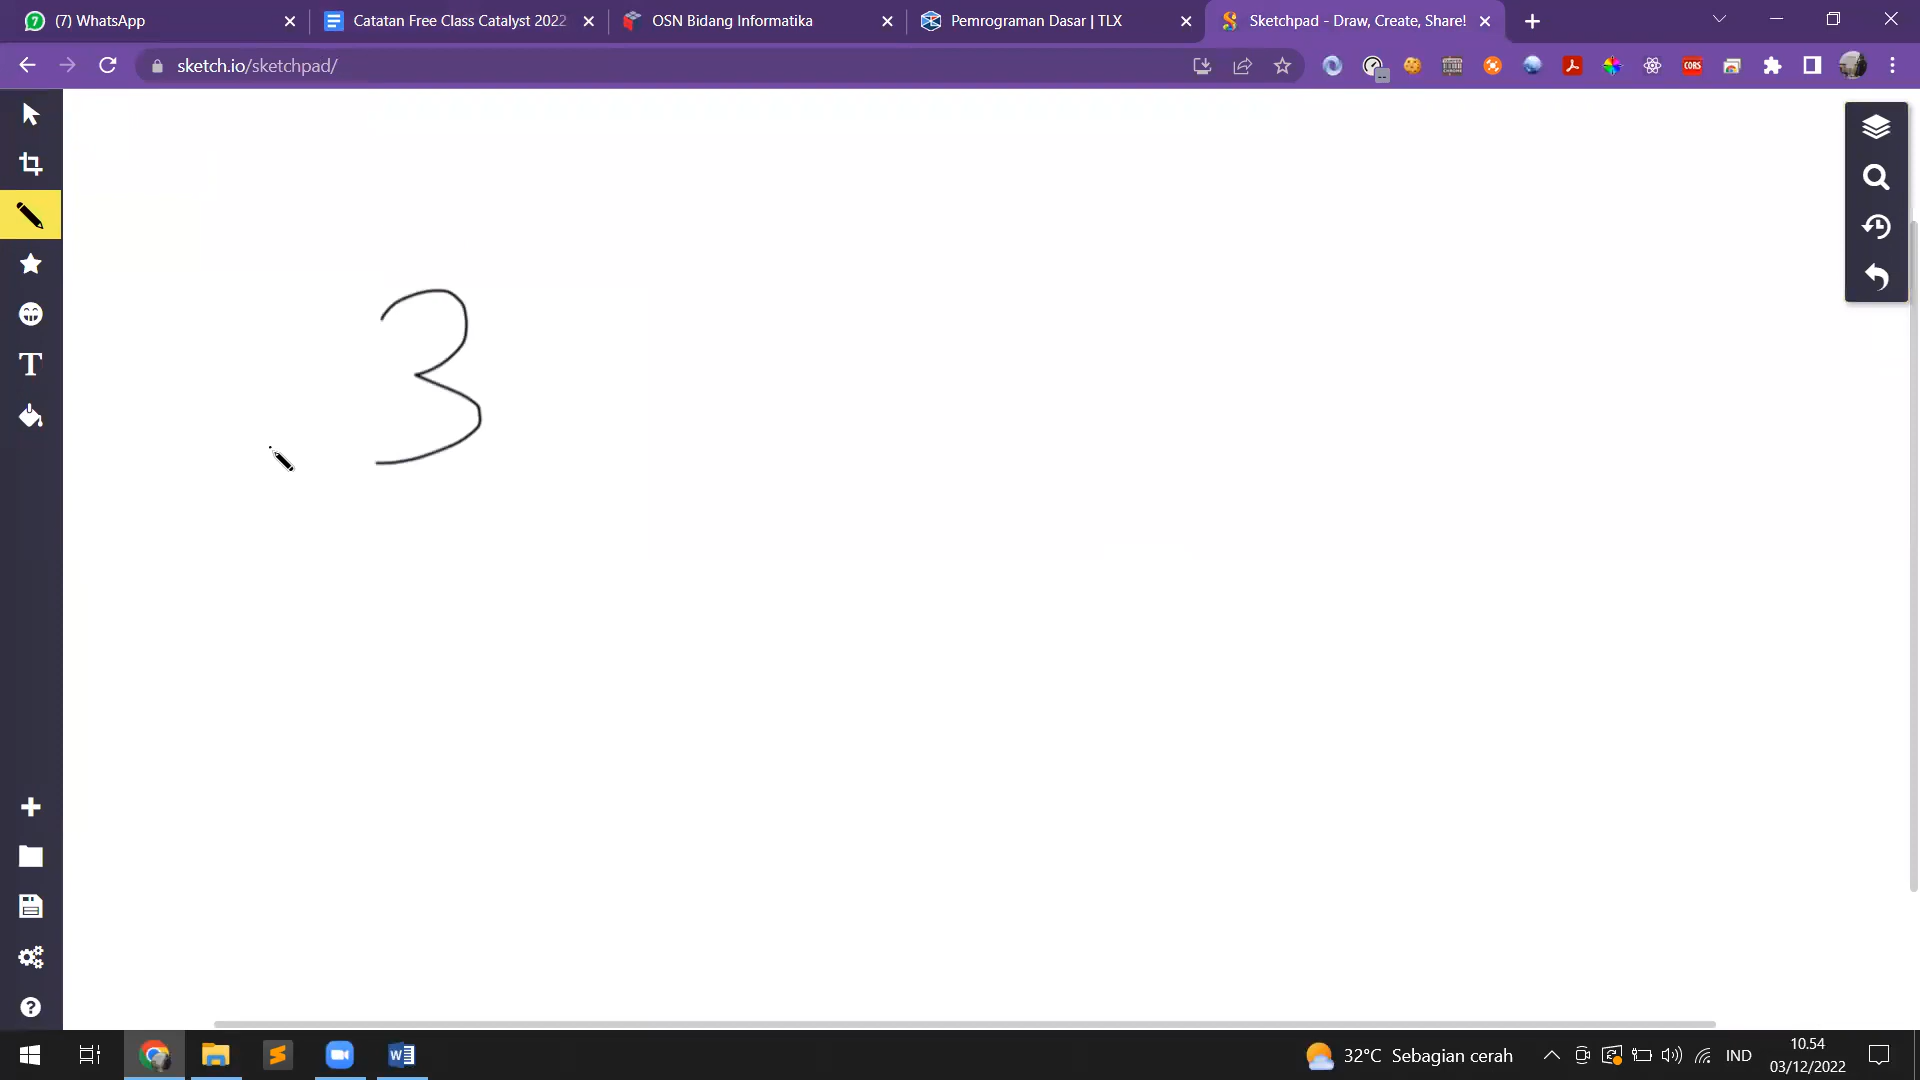 (7) WhatsApp
Catatan Free Class Catalyst 2022
OSN Bidang Informatika
Pemrograman Dasar | TLX
Sketchpad - Draw, Create, Share!
sketch.io/sketchpad/
CORS
T
3
32°C Sebagian cerah
IND
10.54
03/12/2022